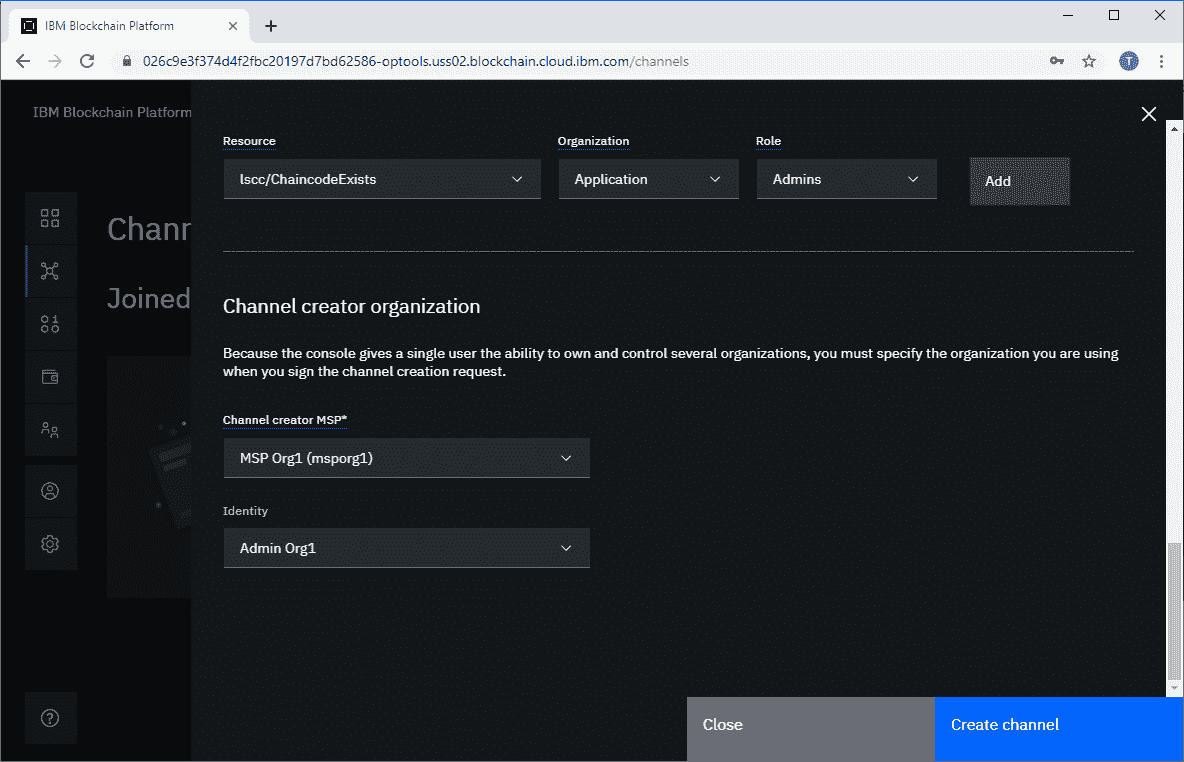 IBM Blockchain Platform
026c9e3f374d4f2fbc20197d7bd62586-optools.uss02.blockchain.cloud.ibm.com/channels
IBM Blockchain Platform
Resource Organization Role
lscc/ChaincodeExists Application Admins Add
Chann
Joined
Channel creator organization
Because the console gives a single user the ability to own and control several organizations, you must specify the organization you are using
when you sign the channel creation request.
Channel creator MSP*
MSP Org1 (msporg1)
Identity
Admin Org1
Close Create channel